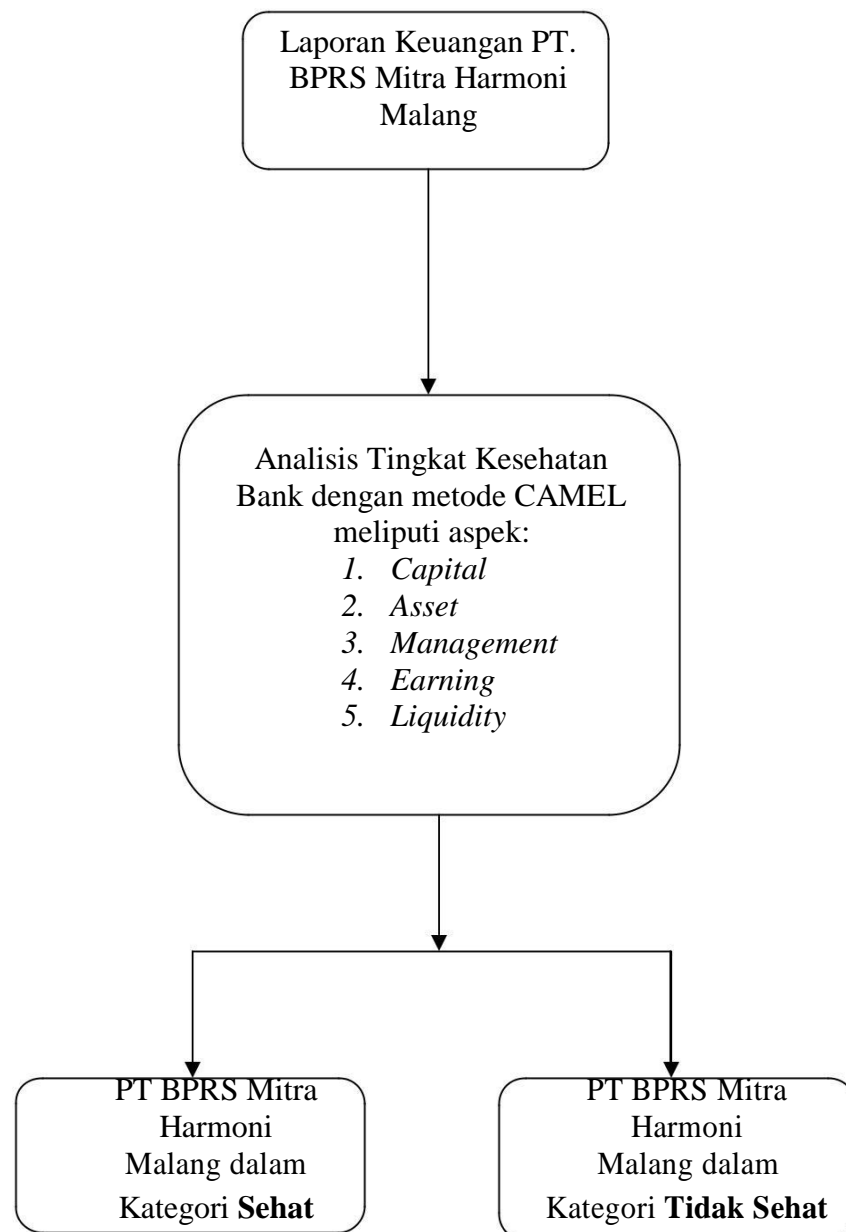 Laporan Keuangan PT.
BPRS Mitra Harmoni
Malang
Analisis Tingkat Kesehatan
Bank dengan metode CAMEL
meliputi aspek:
1. Capital
2. Asset
3. Management
4. Earning
5. Liquidity
PT BPRS Mitra
Harmoni
Malang dalam
Kategori Sehat
PT BPRS Mitra
Harmoni
Malang dalam
Kategori Tidak Sehat